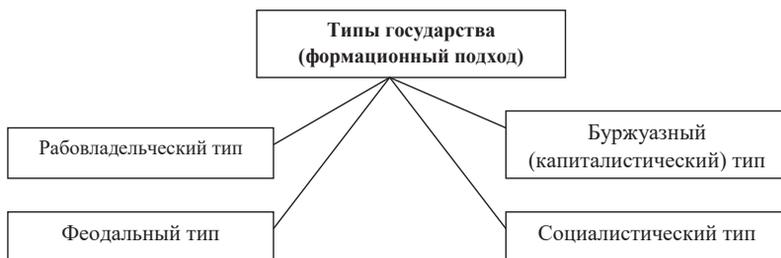 Типы государства
(формационный подход)
Рабовладельческий тип
Буржуазный
(капиталистический) тип
Феодальный тип
Социалистический тип